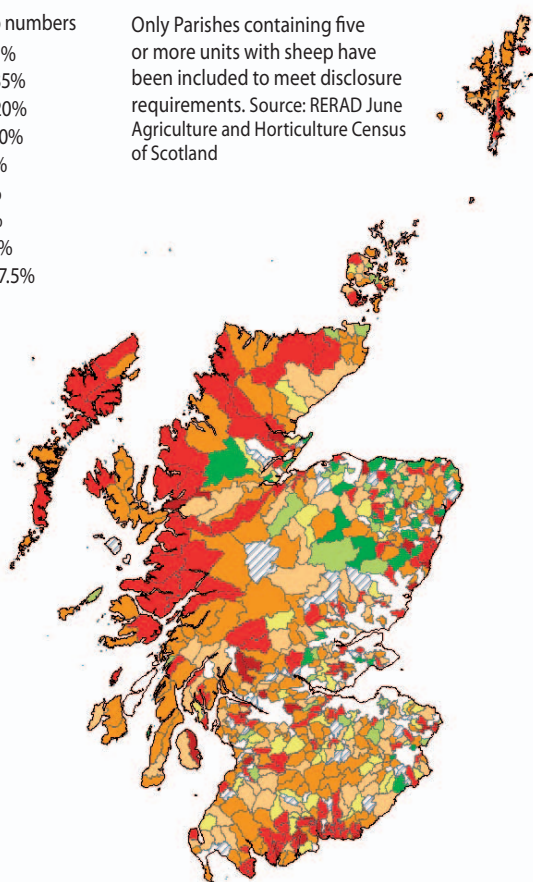 numbers
%
5%
20%
0%
%
%
%
7.5%
Only Parishes containing five
or more units with sheep have
been included to meet disclosure
requirements. Source: RERAD June
Agriculture and Horticulture Census
of Scotland